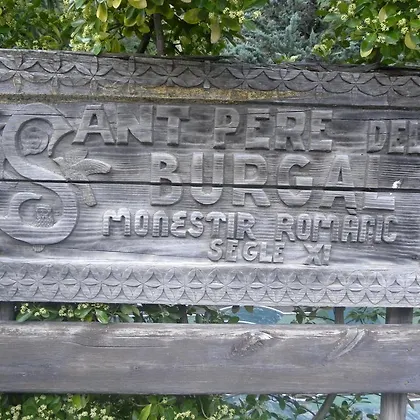 SANT PERE DEL
BURGAL
MONESTIR ROMÀNIC
SEGLE XI